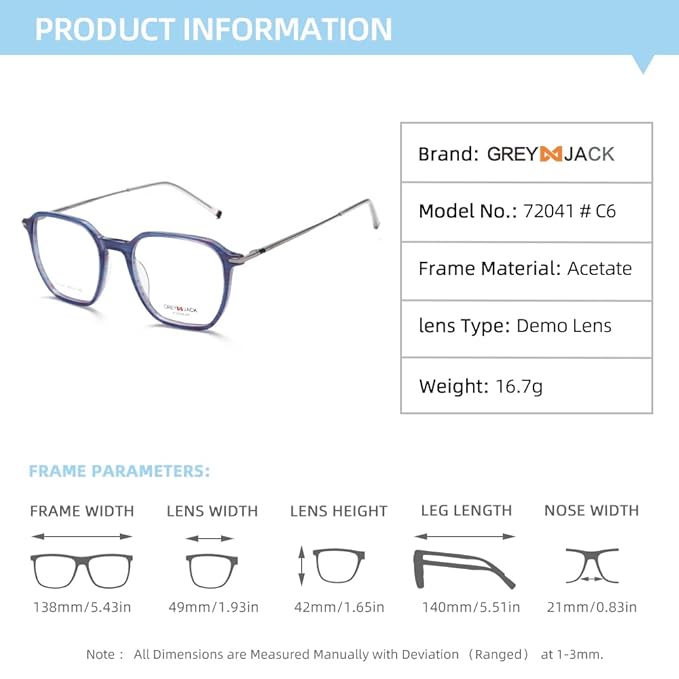 PRODUCT INFORMATION
Brand: GREY JACK
Model No.: 72041 # C6
Frame Material: Acetate
lens Type: Demo Lens
Weight: 16.7g
GREY JACK
FRAME PARAMETERS:
FRAME WIDTH LENS WIDTH LENS HEIGHT LEG LENGTH NOSE WIDTH
138mm/5.43in 49mm/1.93in 42mm/1.65in 140mm/5.51in 21mm/0.83in
Note : All Dimensions are Measured Manually with Deviation (Ranged) at 1-3mm.